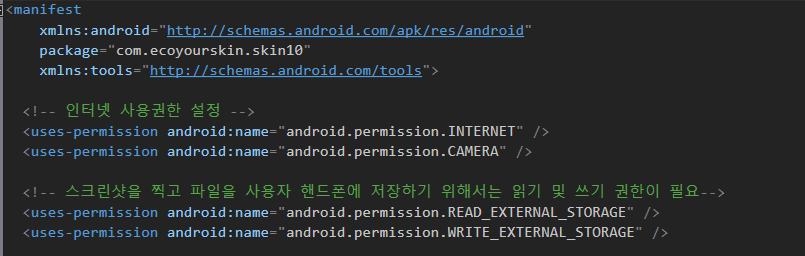 <manifest
xmlns:android="http://schemas.android.com/apk/res/android"
package="com.ecoyourskin.skin10"
xmlns:tools="http://schemas.android.com/tools">
<!-- 인터넷 사용권한 설정 -->
<uses-permission android:name="android.permission.INTERNET" />
<uses-permission android:name="android.permission.CAMERA" />
<!-- 스크린샷을 찍고 파일을 사용자 핸드폰에 저장하기 위해서는 읽기 및 쓰기 권한이 필요-->
<uses-permission android:name="android.permission.READ_EXTERNAL_STORAGE" />
<uses-permission android:name="android.permission.WRITE_EXTERNAL_STORAGE" />